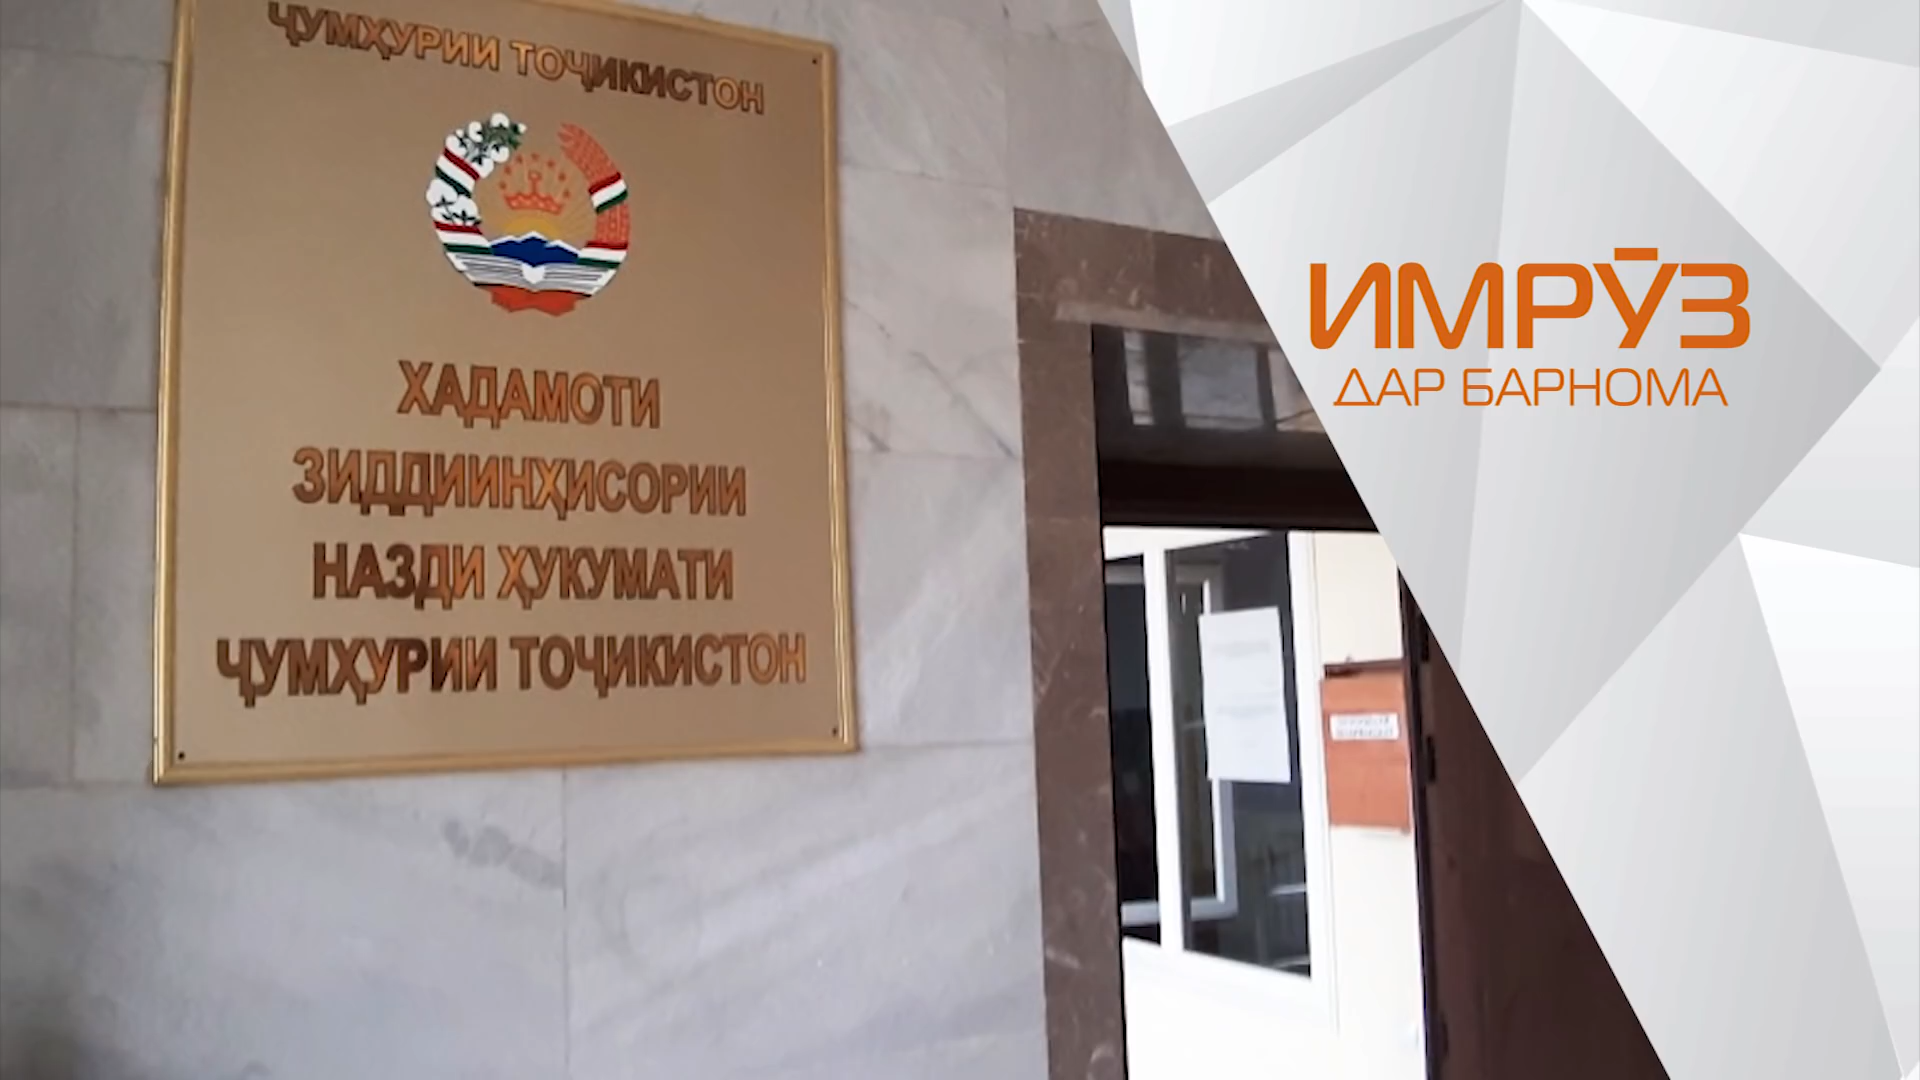 ҶУМҲУРИИ ТОҶИКИСТОН
ХАДАМОТИ
ЗИДДИИНҲИСОРИИ
НАЗДИ ҲУКУМАТИ
ҶУМҲУРИИ ТОҶИКИСТОН
ИМРӮЗ
ДАР БАРНОМА